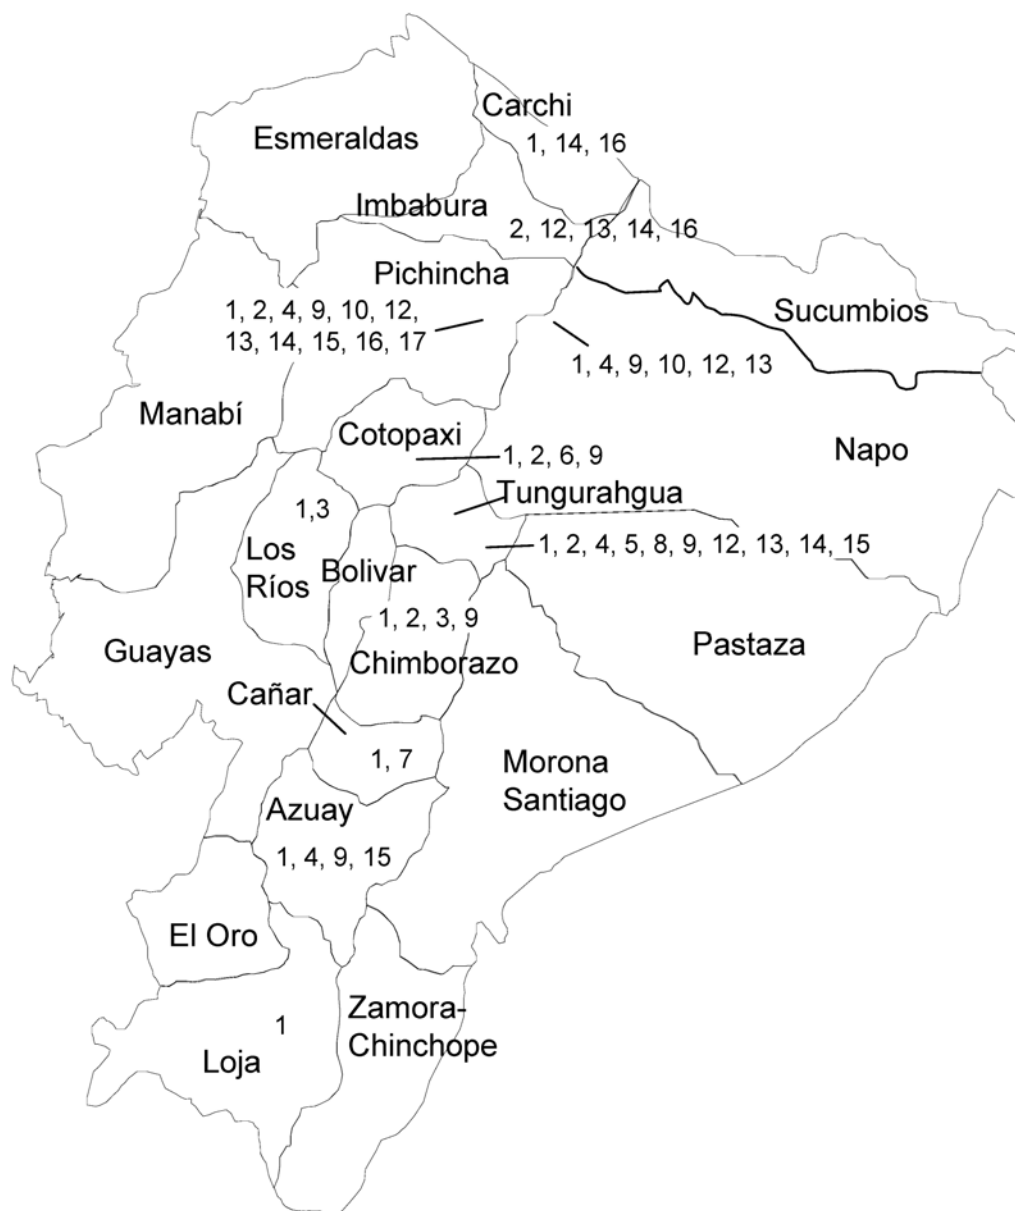 Carchi
1, 14, 16
Esmeraldas
Imbabura
2, 12, 13, 14, 16
Pichincha
1, 2, 4, 9, 10, 12,
13, 14, 15, 16, 17
Sucumbios
1, 4, 9, 10, 12, 13
Manabí
Cotopaxi
Napo
1, 2, 6, 9
Tungurahgua
1,3
Los
Ríos
1, 2, 4, 5, 8, 9, 12, 13, 14, 15
Bolivar
1, 2, 3, 9
Chimborazo
Guayas
Pastaza
Cañar
1, 7
Morona
Santiago
Azuay
1, 4, 9, 15
El Oro
Zamora-
Chinchope
1
Loja